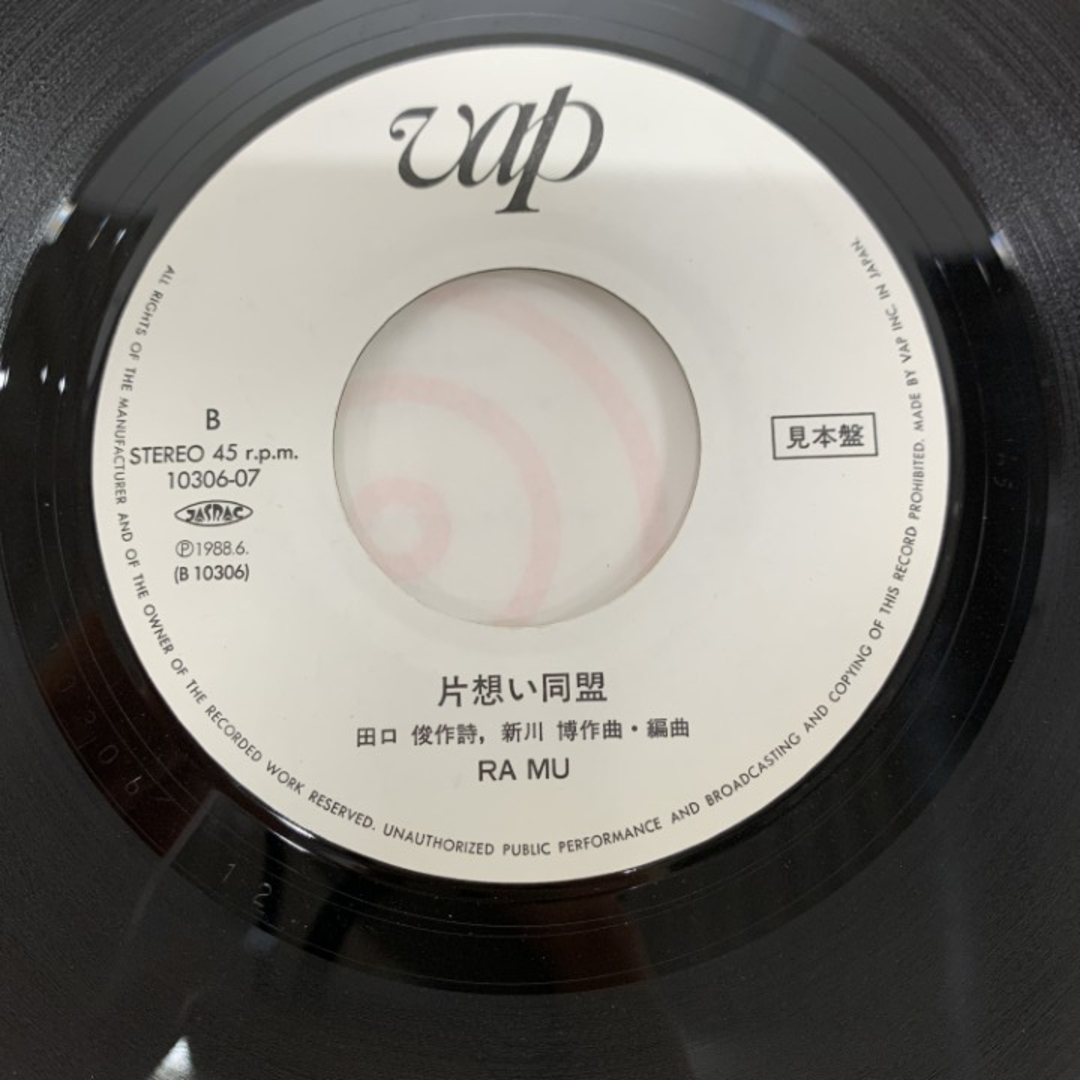 vap
B
STEREO 45 r.p.m.
10306-07
JASRAC
Ⓟ1988.6.
(B 10306)
見本盤
片想い同盟
田口 俊作詩, 新川 博作曲・編曲
RA MU
ALL RIGHTS OF THE MANUFACTURER AND OF THE OWNER OF THE RECORDED WORK RESERVED. UNAUTHORIZED PUBLIC PERFORMANCE AND BROADCASTING AND COPYING OF THIS RECORD PROHIBITED. MADE BY VAP INC. IN JAPAN.
12